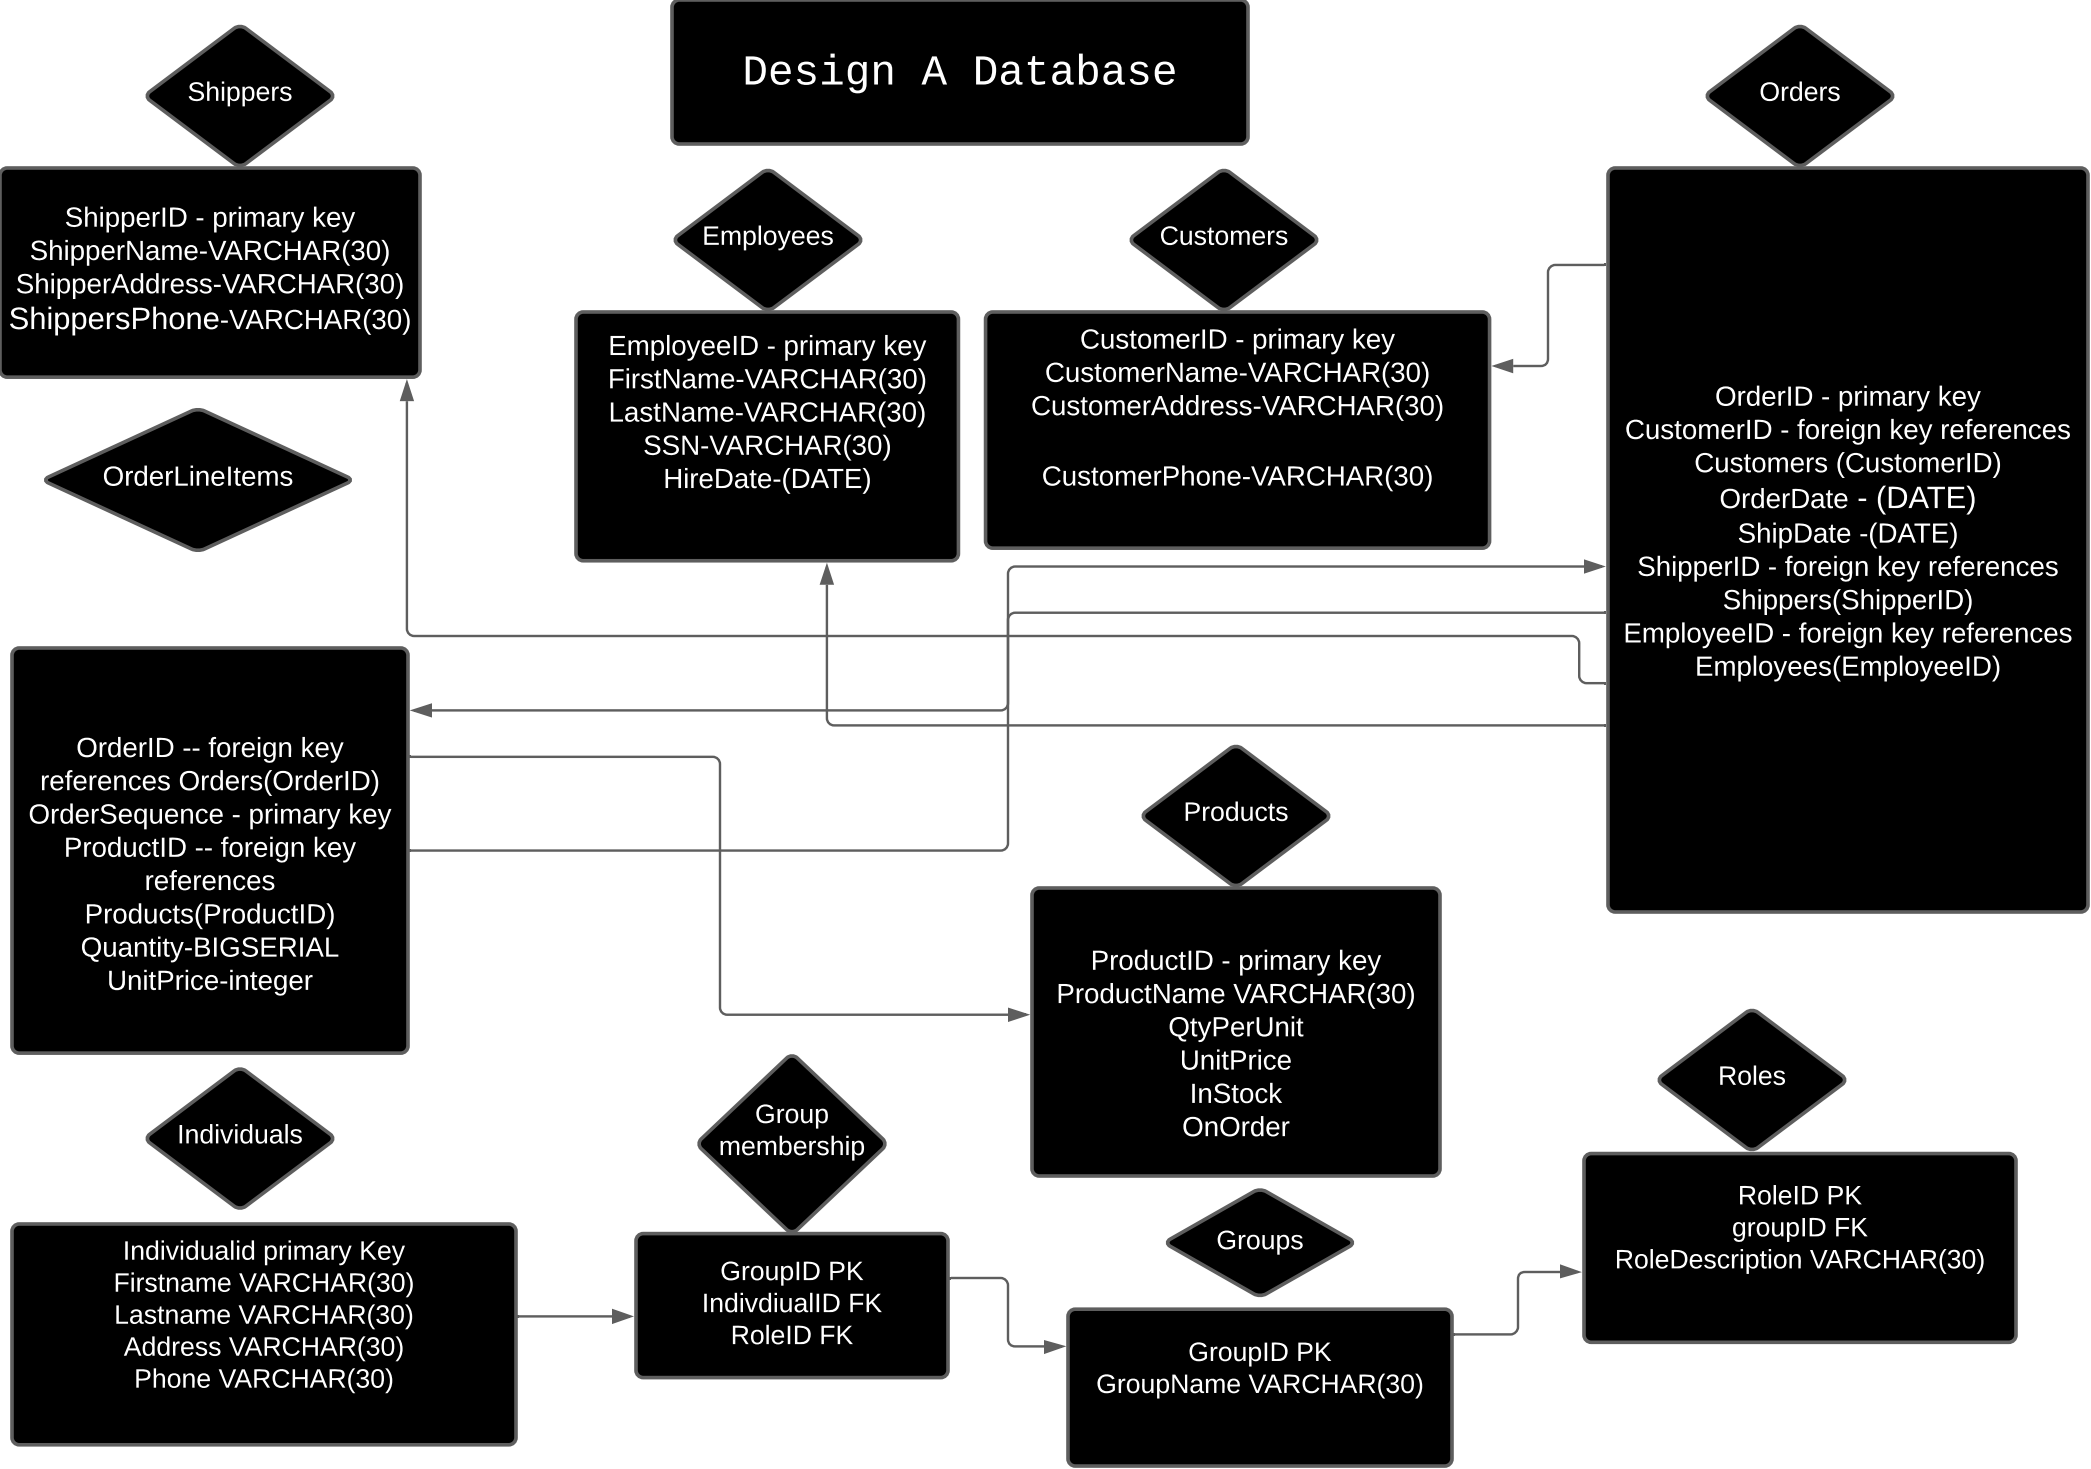 Design A Database
Shippers
ShipperID - primary key
ShipperName-VARCHAR(30)
ShipperAddress-VARCHAR(30)
ShippersPhone-VARCHAR(30)
Employees
EmployeeID - primary key
FirstName-VARCHAR(30)
LastName-VARCHAR(30)
SSN-VARCHAR(30)
HireDate-(DATE)
Customers
CustomerID - primary key
CustomerName-VARCHAR(30)
CustomerAddress-VARCHAR(30)
CustomerPhone-VARCHAR(30)
Orders
OrderID - primary key
CustomerID - foreign key references
Customers (CustomerID)
OrderDate - (DATE)
ShipDate -(DATE)
ShipperID - foreign key references
Shippers(ShipperID)
EmployeeID - foreign key references
Employees(EmployeeID)
OrderLineItems
OrderID -- foreign key
references Orders(OrderID)
OrderSequence - primary key
ProductID -- foreign key
references
Products(ProductID)
Quantity-BIGSERIAL
UnitPrice-integer
Products
ProductID - primary key
ProductName VARCHAR(30)
QtyPerUnit
UnitPrice
InStock
OnOrder
Individuals
Individualid primary Key
Firstname VARCHAR(30)
Lastname VARCHAR(30)
Address VARCHAR(30)
Phone VARCHAR(30)
Group
membership
GroupID PK
IndivdiualID FK
RoleID FK
Groups
GroupID PK
GroupName VARCHAR(30)
Roles
RoleID PK
groupID FK
RoleDescription VARCHAR(30)